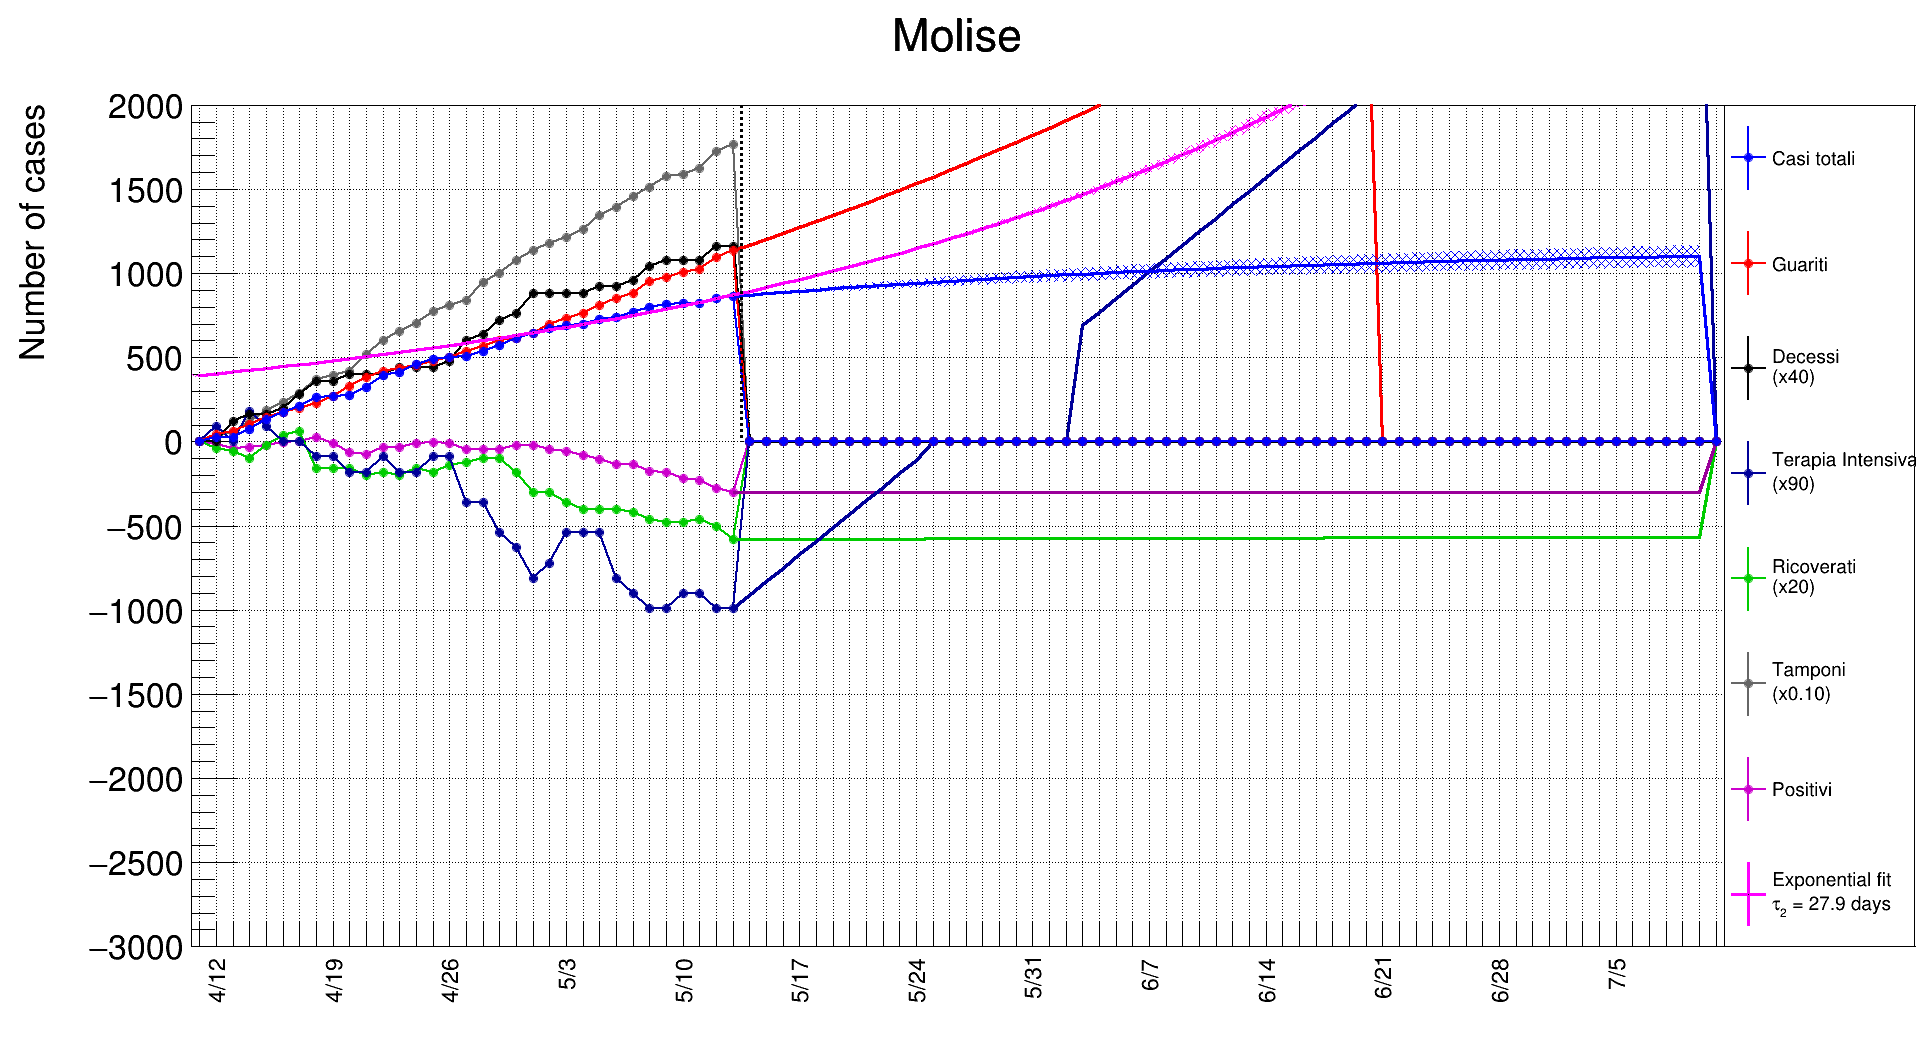 Molise
Number of cases
2000
1500
1000
500
0
−500
−1000
−1500
−2000
−2500
−3000
4/12
4/19
4/26
5/3
5/10
5/17
5/24
5/31
6/7
6/14
6/21
6/28
7/5
Casi totali
Guariti
Decessi
(x40)
Terapia Intensiva
(x90)
Ricoverati
(x20)
Tamponi
(x0.10)
Positivi
Exponential fit
τ2 = 27.9 days